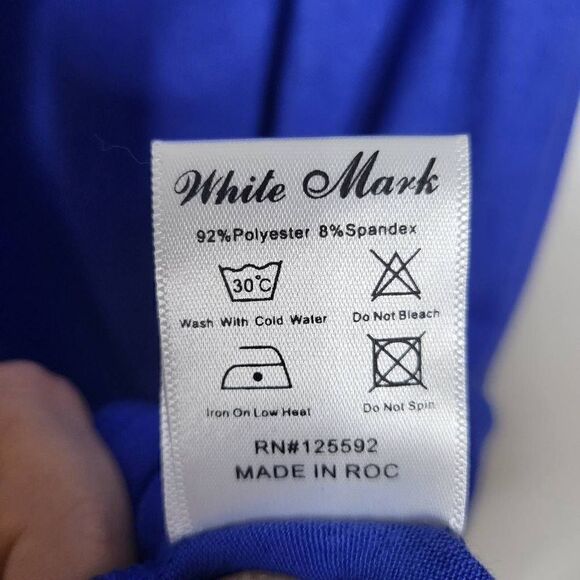 White Mark
92%Polyester 8%Spandex
30°C
Wash With Cold Water
Do Not Bleach
Iron On Low Heat
Do Not Spin
RN#125592
MADE IN ROC